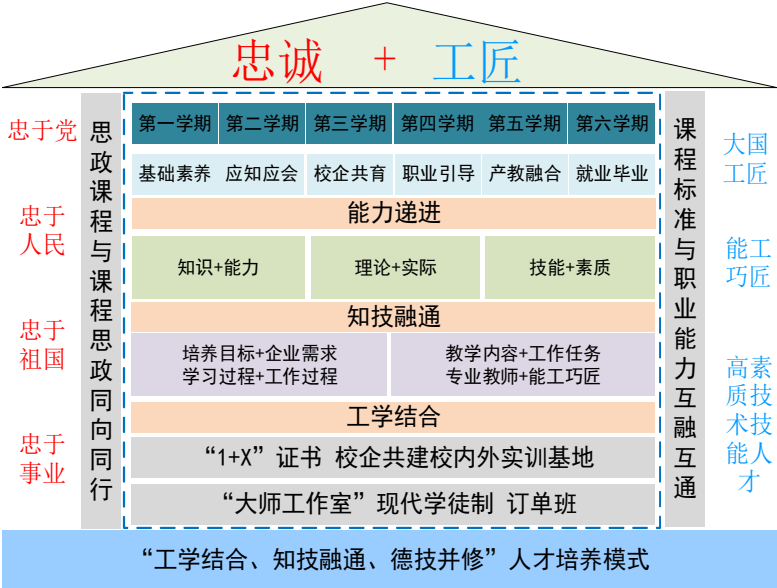 忠诚 + 工匠
忠于党
忠于
人民
忠于
祖国
忠于
事业
思政课程与课程思政同向同行
第一学期 第二学期 第三学期 第四学期 第五学期 第六学期
基础素养 应知应会 校企共育 职业引导 产教融合 就业毕业
能力递进
知识+能力 理论+实际 技能+素质
知技融通
培养目标+企业需求
学习过程+工作过程
教学内容+工作任务
专业教师+能工巧匠
工学结合
“1+X”证书 校企共建校内外实训基地
“大师工作室”现代学徒制 订单班
课程标准与职业能力互融互通
大国
工匠
能工
巧匠
高素
质技
术技
能人
才
“工学结合、知技融通、德技并修”人才培养模式